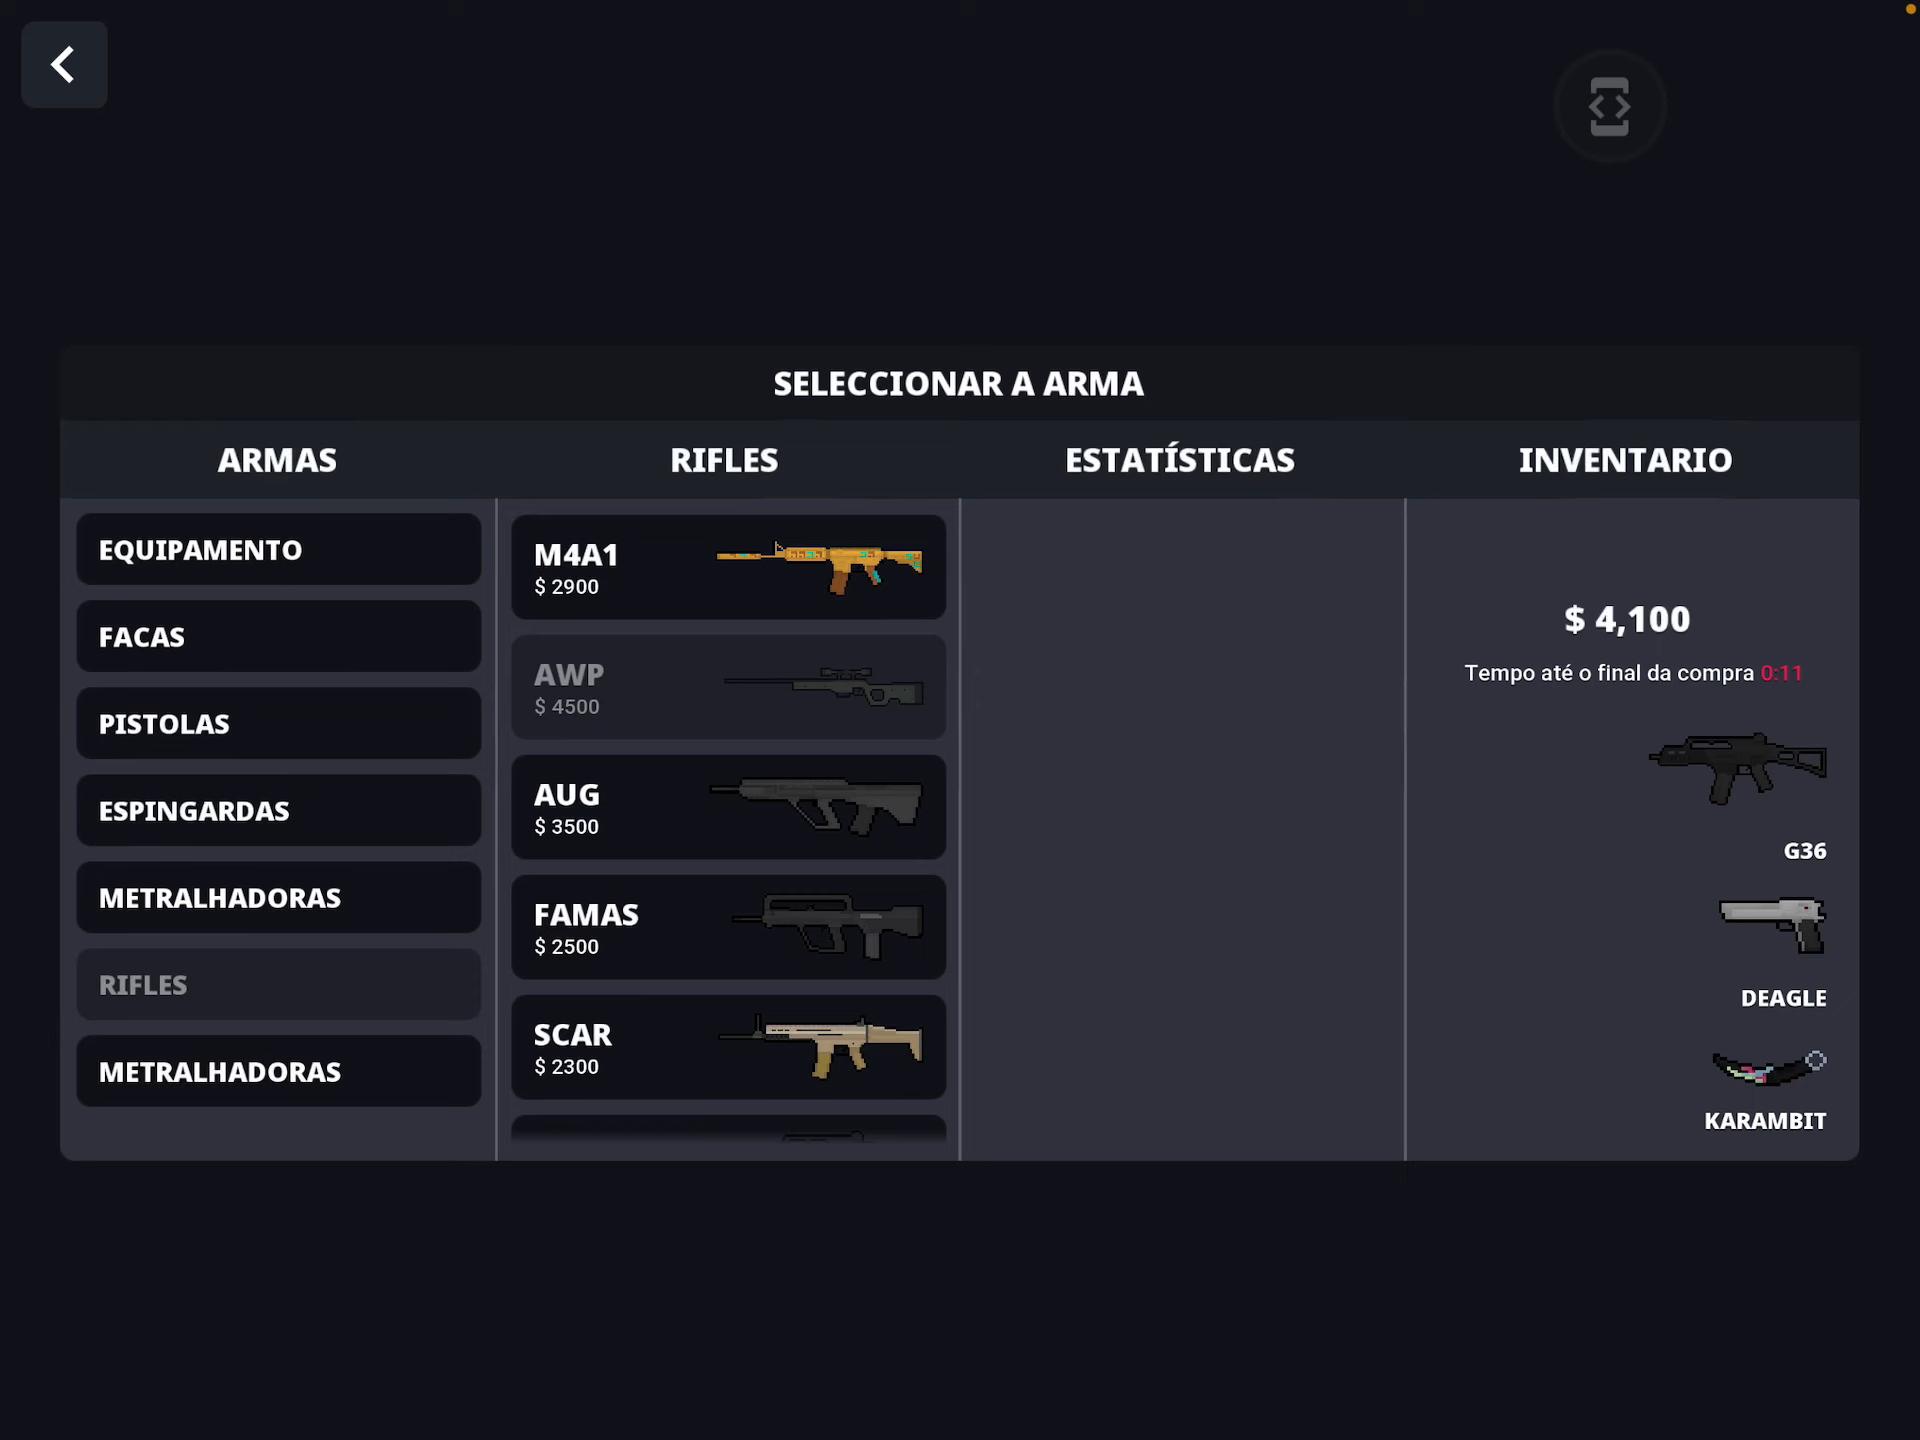 SELECCIONAR A ARMA
ARMAS
RIFLES
ESTATÍSTICAS
INVENTARIO
EQUIPAMENTO
FACAS
PISTOLAS
ESPINGARDAS
METRALHADORAS
RIFLES
METRALHADORAS
M4A1
$ 2900
AWP
$ 4500
AUG
$ 3500
FAMAS
$ 2500
SCAR
$ 2300
$ 4,100
Tempo até o final da compra 0:11
G36
DEAGLE
KARAMBIT